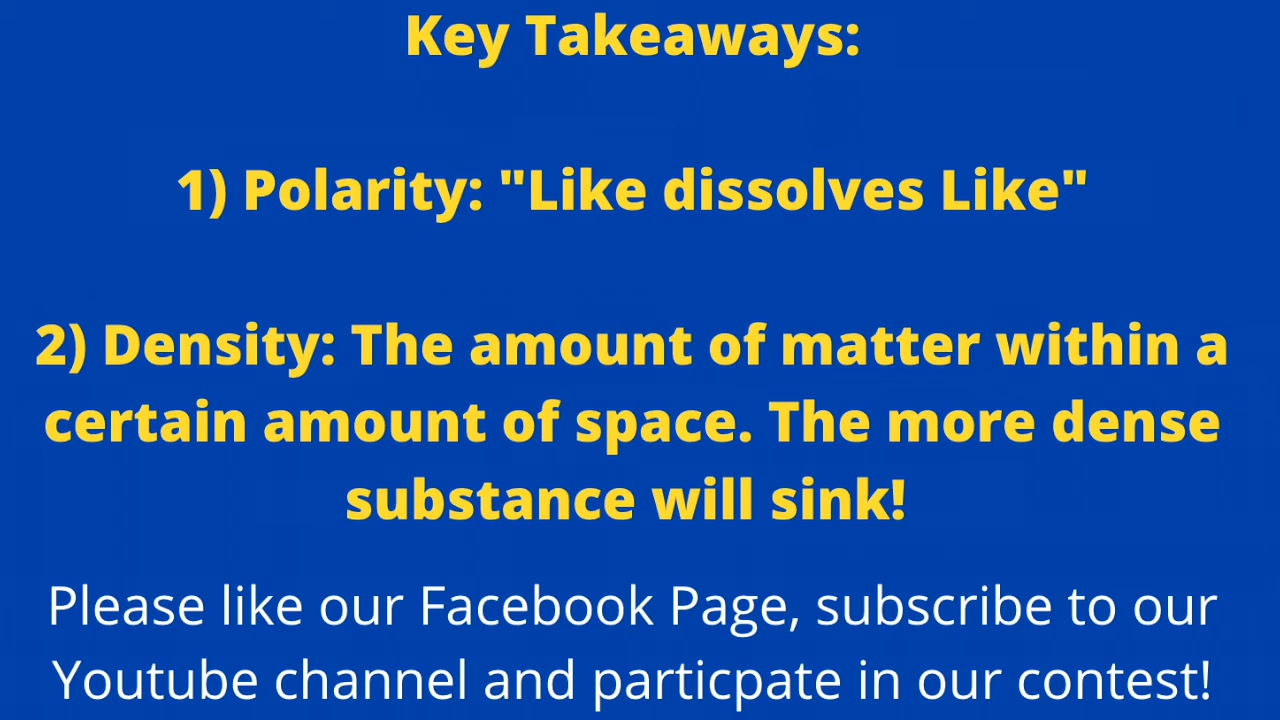 Key Takeaways:
1) Polarity: "Like dissolves Like"
2) Density: The amount of matter within a
certain amount of space. The more dense
substance will sink!
Please like our Facebook Page, subscribe to our
Youtube channel and particpate in our contest!